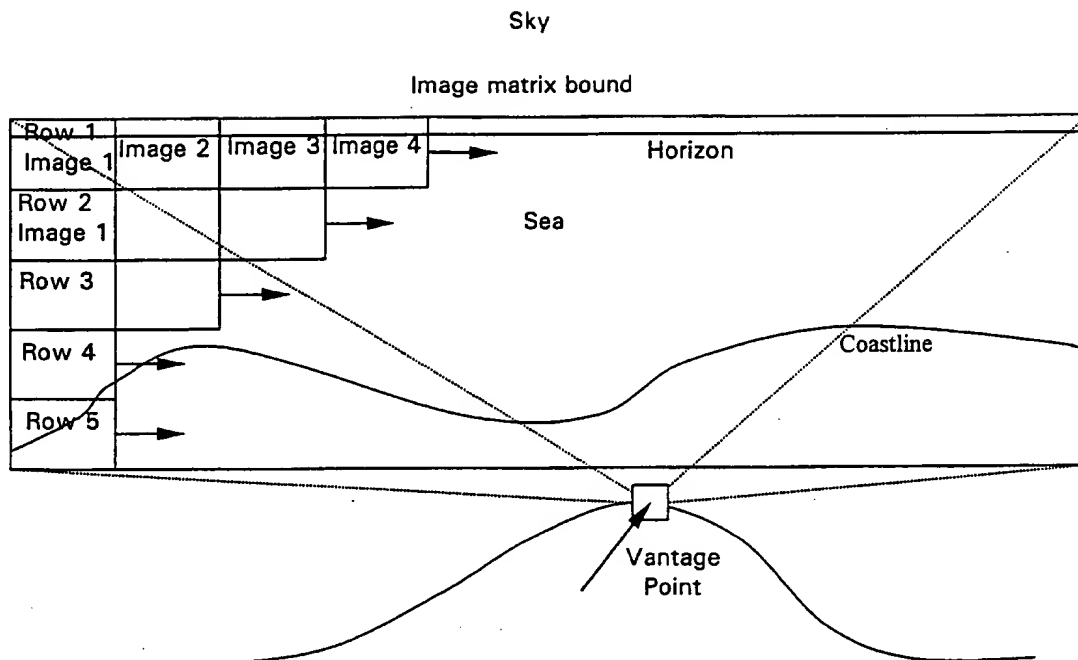 Sky
Image matrix bound
Row 1
Image 1
Image 2
Image 3
Image 4
Horizon
Row 2
Image 1
Sea
Row 3
Row 4
Coastline
Row 5
Vantage
Point